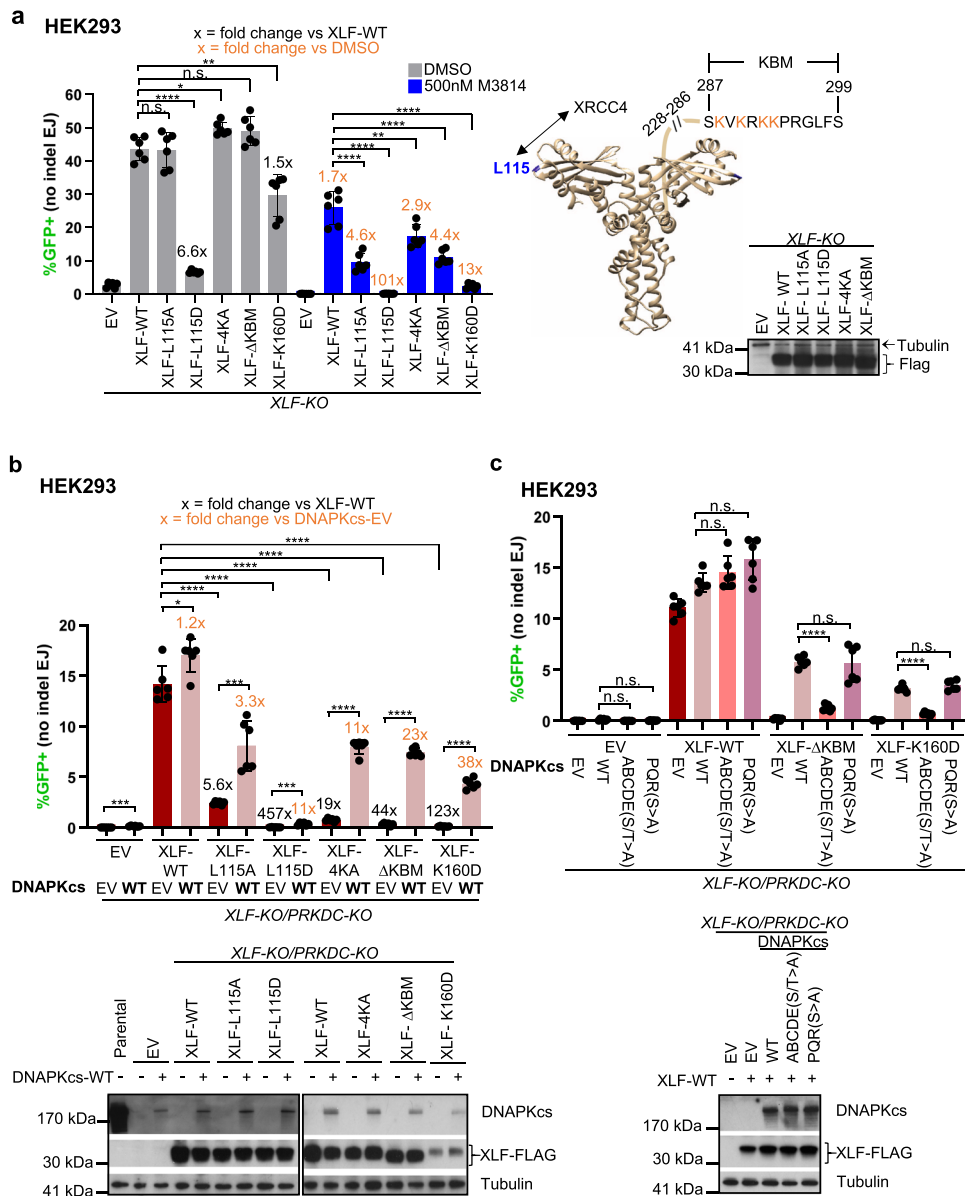 a
HEK293
x = fold change vs XLF-WT
x = fold change vs DMSO
DMSO
500nM M3814
%GFP+ (no indel EJ)
60
50
40
30
20
10
0
n.s.
****
*
n.s.
**
6.6x
1.5x
****
****
**
****
****
1.7x
4.6x
101x
2.9x
4.4x
13x
EV
XLF-WT
XLF-L115A
XLF-L115D
XLF-4KA
XLF-ΔKBM
XLF-K160D
EV
XLF-WT
XLF-L115A
XLF-L115D
XLF-4KA
XLF-ΔKBM
XLF-K160D
XLF-KO
KBM
287
299
SKVKRKKPRGLFS
228-286
//
XRCC4
L115
XLF-KO
EV
XLF- WT
XLF- L115A
XLF- L115D
XLF-4KA
XLF-ΔKBM
41 kDa
30 kDa
Tubulin
Flag
b
HEK293
x = fold change vs XLF-WT
x = fold change vs DNAPKcs-EV
%GFP+ (no indel EJ)
20
15
10
5
0
****
****
****
****
****
*
1.2x
***
5.6x
***
3.3x
457x
***
11x
19x
****
11x
44x
****
23x
123x
****
38x
EV
XLF-WT
XLF-L115A
XLF-L115D
XLF-4KA
XLF-ΔKBM
XLF-K160D
DNAPKcs EV WT EV WT EV WT EV WT EV WT EV WT EV WT
XLF-KO/PRKDC-KO
XLF-KO/PRKDC-KO
Parental
EV
XLF-WT
XLF-L115A
XLF-L115D
XLF-WT
XLF-4KA
XLF- ΔKBM
XLF- K160D
DNAPKcs-WT - - + - + - + - + - + - + - + - +
170 kDa
30 kDa
41 kDa
DNAPKcs
XLF-FLAG
Tubulin
c
HEK293
%GFP+ (no indel EJ)
20
15
10
5
0
n.s.
n.s.
n.s.
n.s.
n.s.
****
n.s.
****
EV
XLF-WT
XLF-ΔKBM
XLF-K160D
DNAPKcs
EV
WT
ABCDE(S/T>A)
PQR(S>A)
EV
WT
ABCDE(S/T>A)
PQR(S>A)
EV
WT
ABCDE(S/T>A)
PQR(S>A)
EV
WT
ABCDE(S/T>A)
PQR(S>A)
XLF-KO/PRKDC-KO
XLF-KO/PRKDC-KO
DNAPKcs
EV
EV
WT
ABCDE(S/T>A)
PQR(S>A)
XLF-WT - + + + +
170 kDa
30 kDa
41 kDa
DNAPKcs
XLF-FLAG
Tubulin